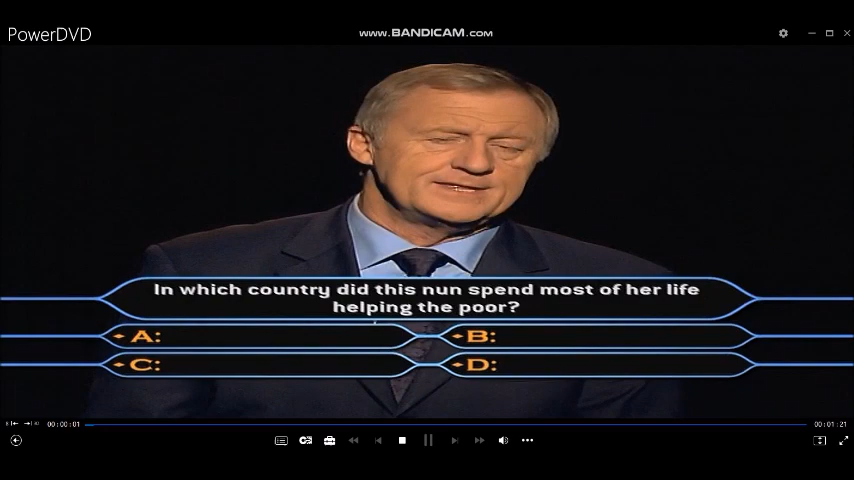 PowerDVD
www.BANDICAM.com
In which country did this nun spend most of her life
helping the poor?
A:
B:
C:
D:
00:00:01
00:01:21